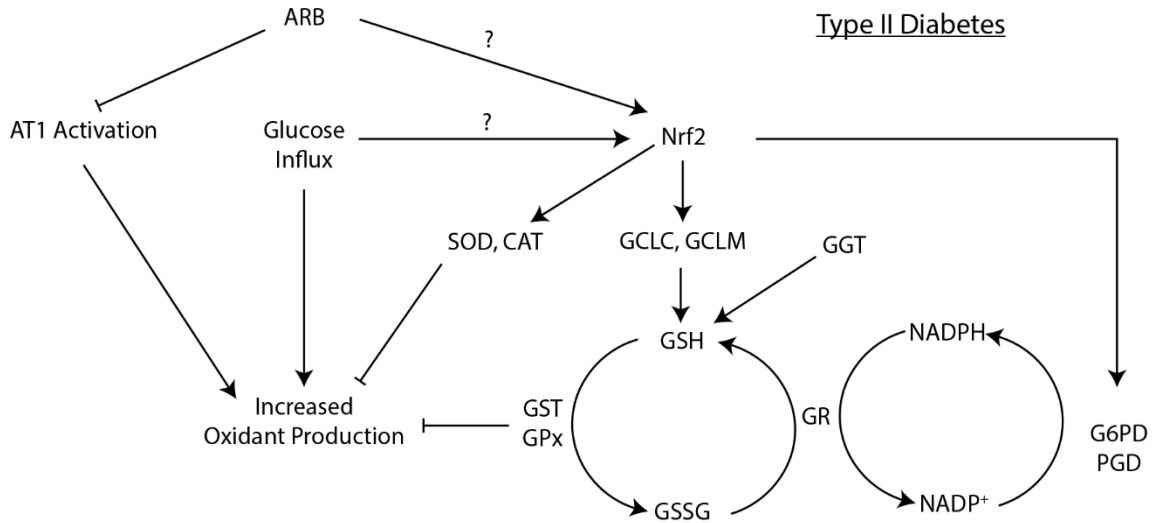 ARB
Type II Diabetes
?
AT1 Activation
Glucose
Influx
?
Nrf2
SOD, CAT
GCLC, GCLM
GGT
GSH
NADPH
Increased
Oxidant Production
GST
GPx
GR
G6PD
PGD
GSSG
NADP⁺